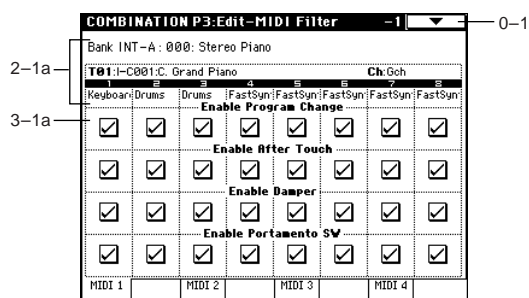 COMBINATION P3:Edit-MIDI Filter -1
0-1
Bank INT-A : 000: Stereo Piano
2-1a
T01:I-C001:C. Grand Piano Ch:Gch
1 2 3 4 5 6 7 8
Keyboar Drums Drums FastSyn FastSyn FastSyn FastSyn FastSyn
3-1a
Enable Program Change
Enable After Touch
Enable Damper
Enable Portamento SW
MIDI 1 MIDI 2 MIDI 3 MIDI 4